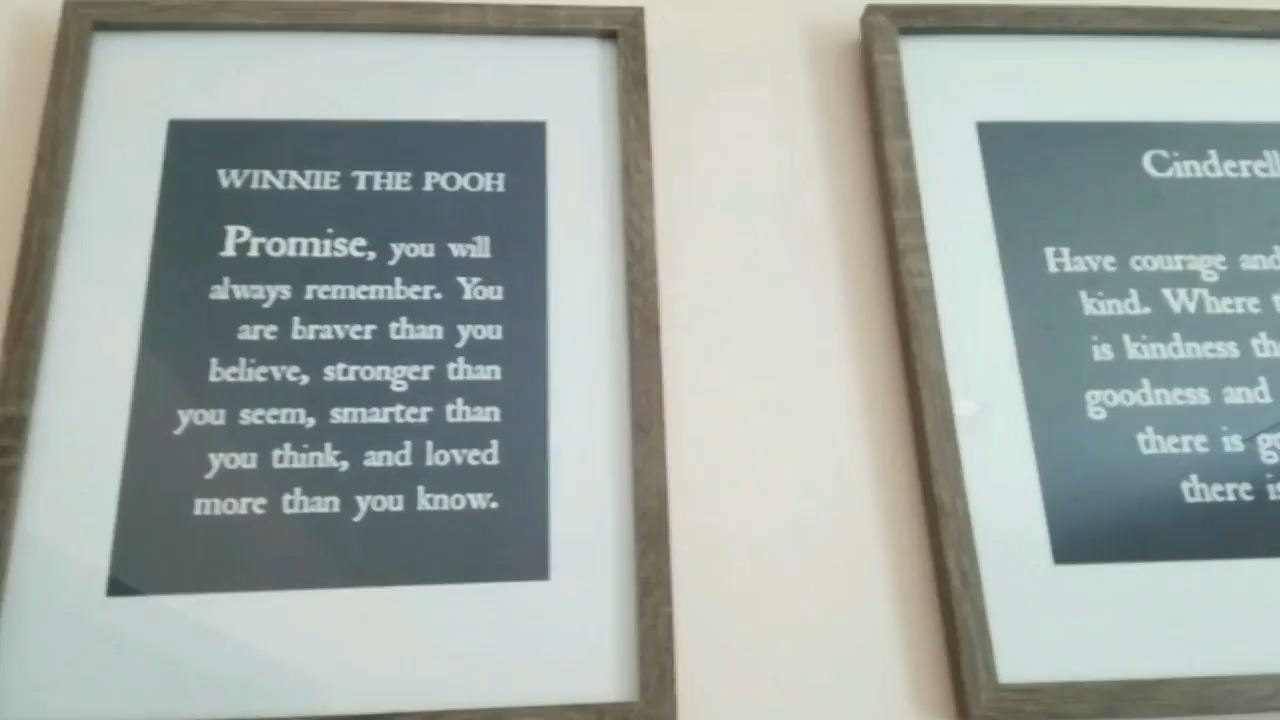 WINNIE THE POOH
Promise, you will
always remember. You
are braver than you
believe, stronger than
you seem, smarter than
you think, and loved
more than you know.
Cinderell
Have courage and
kind. Where
is kindness
goodness and
there is
there